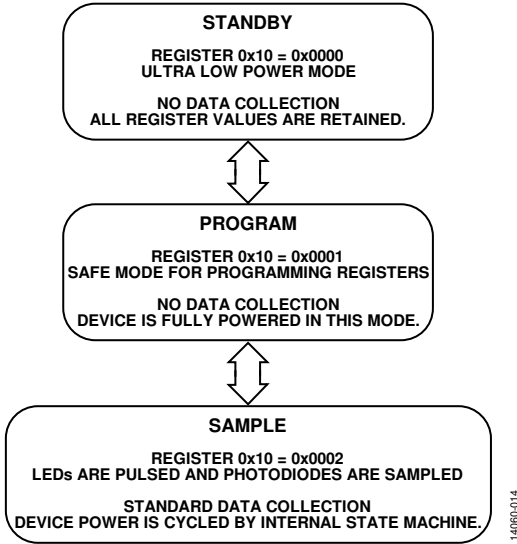 STANDBY
REGISTER 0x10 = 0x0000
ULTRA LOW POWER MODE
NO DATA COLLECTION
ALL REGISTER VALUES ARE RETAINED.
PROGRAM
REGISTER 0x10 = 0x0001
SAFE MODE FOR PROGRAMMING REGISTERS
NO DATA COLLECTION
DEVICE IS FULLY POWERED IN THIS MODE.
SAMPLE
REGISTER 0x10 = 0x0002
LEDs ARE PULSED AND PHOTODIODES ARE SAMPLED
STANDARD DATA COLLECTION
DEVICE POWER IS CYCLED BY INTERNAL STATE MACHINE.
14060-014